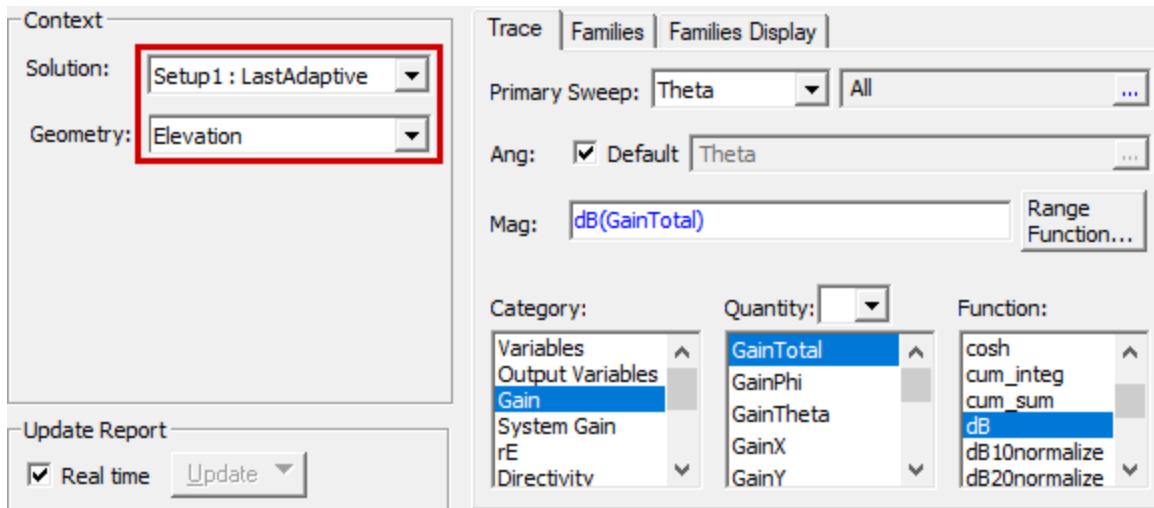 Context
Solution: Setup1 : LastAdaptive
Geometry: Elevation
Update Report
Real time Update
Trace Families Families Display
Primary Sweep: Theta All ...
Ang: Default Theta ...
Mag: dB(GainTotal)
Range
Function...
Category:
Variables
Output Variables
Gain
System Gain
rE
Directivity
Quantity:
GainTotal
GainPhi
GainTheta
GainX
GainY
Function:
cosh
cum_integ
cum_sum
dB
dB10normalize
dB20normalize